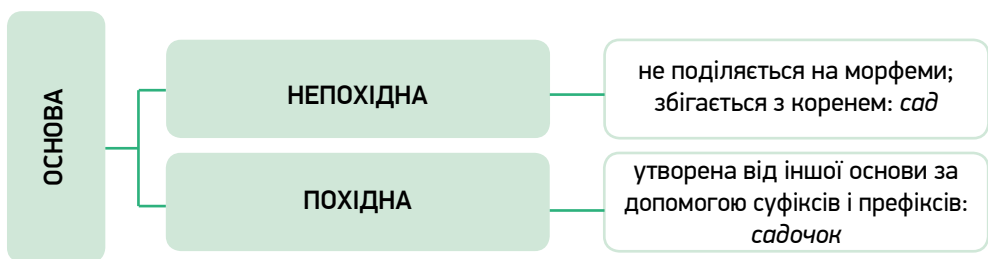 ОСНОВА
НЕПОХІДНА
не поділяється на морфеми;
збігається з коренем: сад
ПОХІДНА
утворена від іншої основи за
допомогою суфіксів і префіксів:
садочок